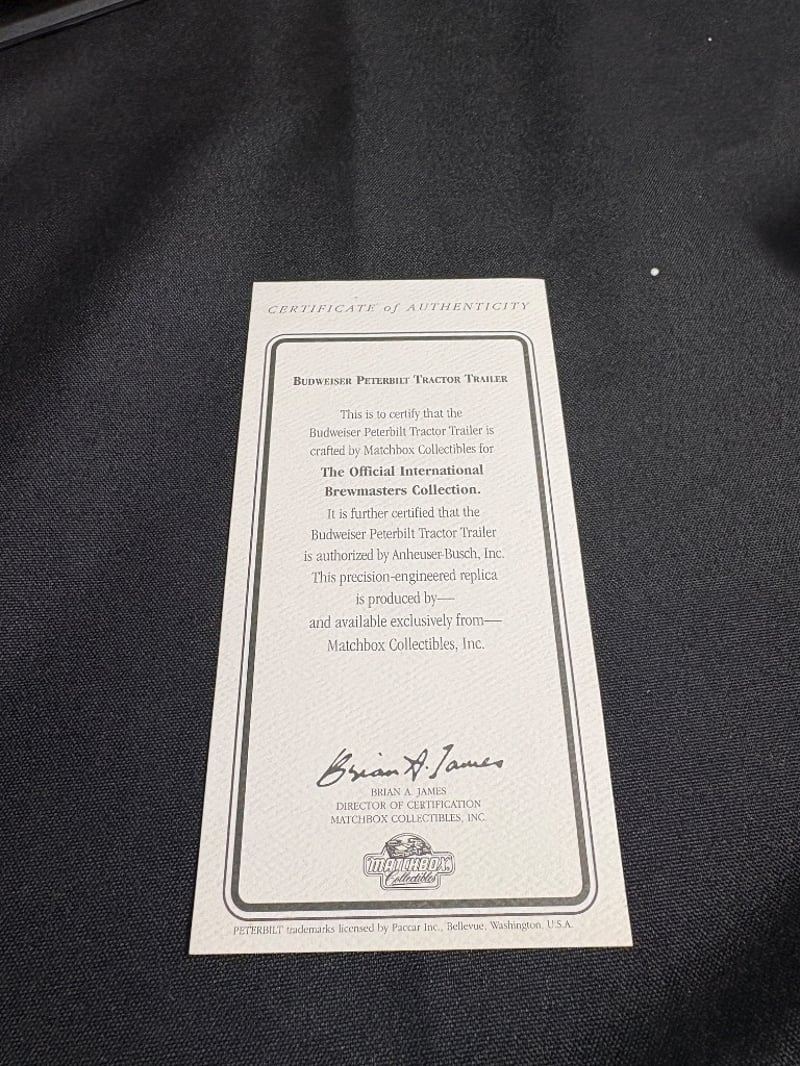 CERTIFICATE of AUTHENTICITY
BUDWEISER PETERBILT TRACTOR TRAILER
This is to certify that the
Budweiser Peterbilt Tractor Trailer is
crafted by Matchbox Collectibles for
The Official International
Brewmasters Collection.
It is further certified that the
Budweiser Peterbilt Tractor Trailer
is authorized by Anheuser-Busch, Inc.
This precision-engineered replica
is produced by—
and available exclusively from—
Matchbox Collectibles, Inc.
Brian A. James
BRIAN A. JAMES
DIRECTOR OF CERTIFICATION
MATCHBOX COLLECTIBLES, INC.
MATCHBOX
Collectibles
PETERBILT trademarks licensed by Paccar Inc., Bellevue, Washington, U.S.A.